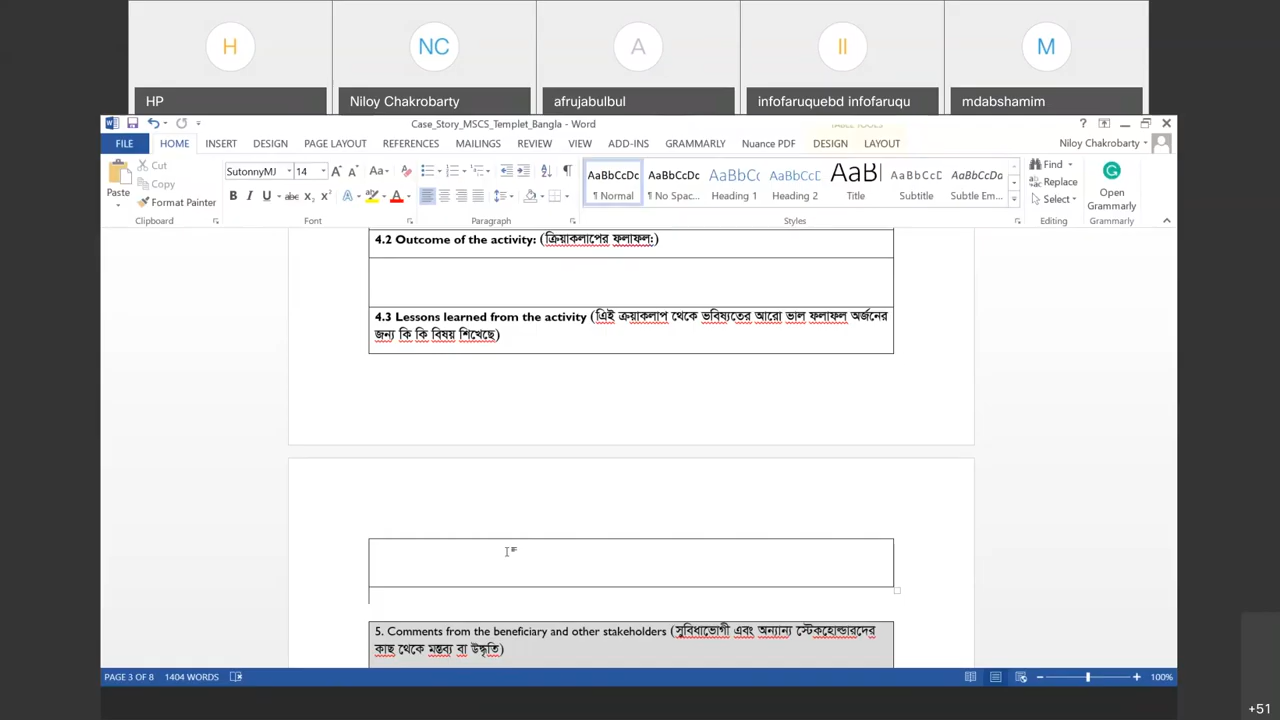 H
NC
A
II
M
HP
Niloy Chakrobarty
afrujabulbul
infofaruquebd infofaruqu
mdabshamim
Case_Story_MSCS_Templet_Bangla - Word
TABLE TOOLS
?
FILE
HOME
INSERT
DESIGN
PAGE LAYOUT
REFERENCES
MAILINGS
REVIEW
VIEW
ADD-INS
GRAMMARLY
Nuance PDF
DESIGN
LAYOUT
Niloy Chakrobarty
Paste
Cut
Copy
Format Painter
SutonnyMJ
14
AaBbCcDc
¶ Normal
AaBbCcDc
¶ No Spac...
AaBbC
Heading 1
AaBbCc
Heading 2
AaB
Title
AaBbCcD
Subtitle
AaBbCcDa
Subtle Em...
Find
Replace
Select
Open
Grammarly
Clipboard
Font
Paragraph
Styles
Editing
Grammarly
4.2 Outcome of the activity: (ক্রিয়াকলাপের ফলাফল:)
4.3 Lessons learned from the activity (এিই ক্রয়াকলাপ থেকে ভবিষ্যতের আরো ভাল ফলাফল অর্জনের
জন্য কি কি বিষয় শিখেছে)
5. Comments from the beneficiary and other stakeholders (সুবিধাভোগী এবং অন্যান্য স্টেকহোল্ডারদের
কাছ থেকে মন্তব্য বা উদ্ধৃতি)
PAGE 3 OF 8
1404 WORDS
100%
+51